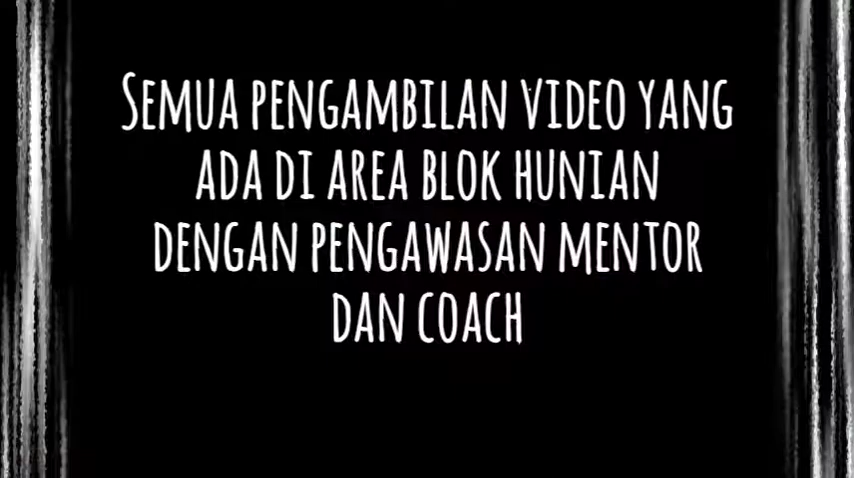 Semua pengambilan video yang
ada di area blok hunian
dengan pengawasan mentor
dan coach